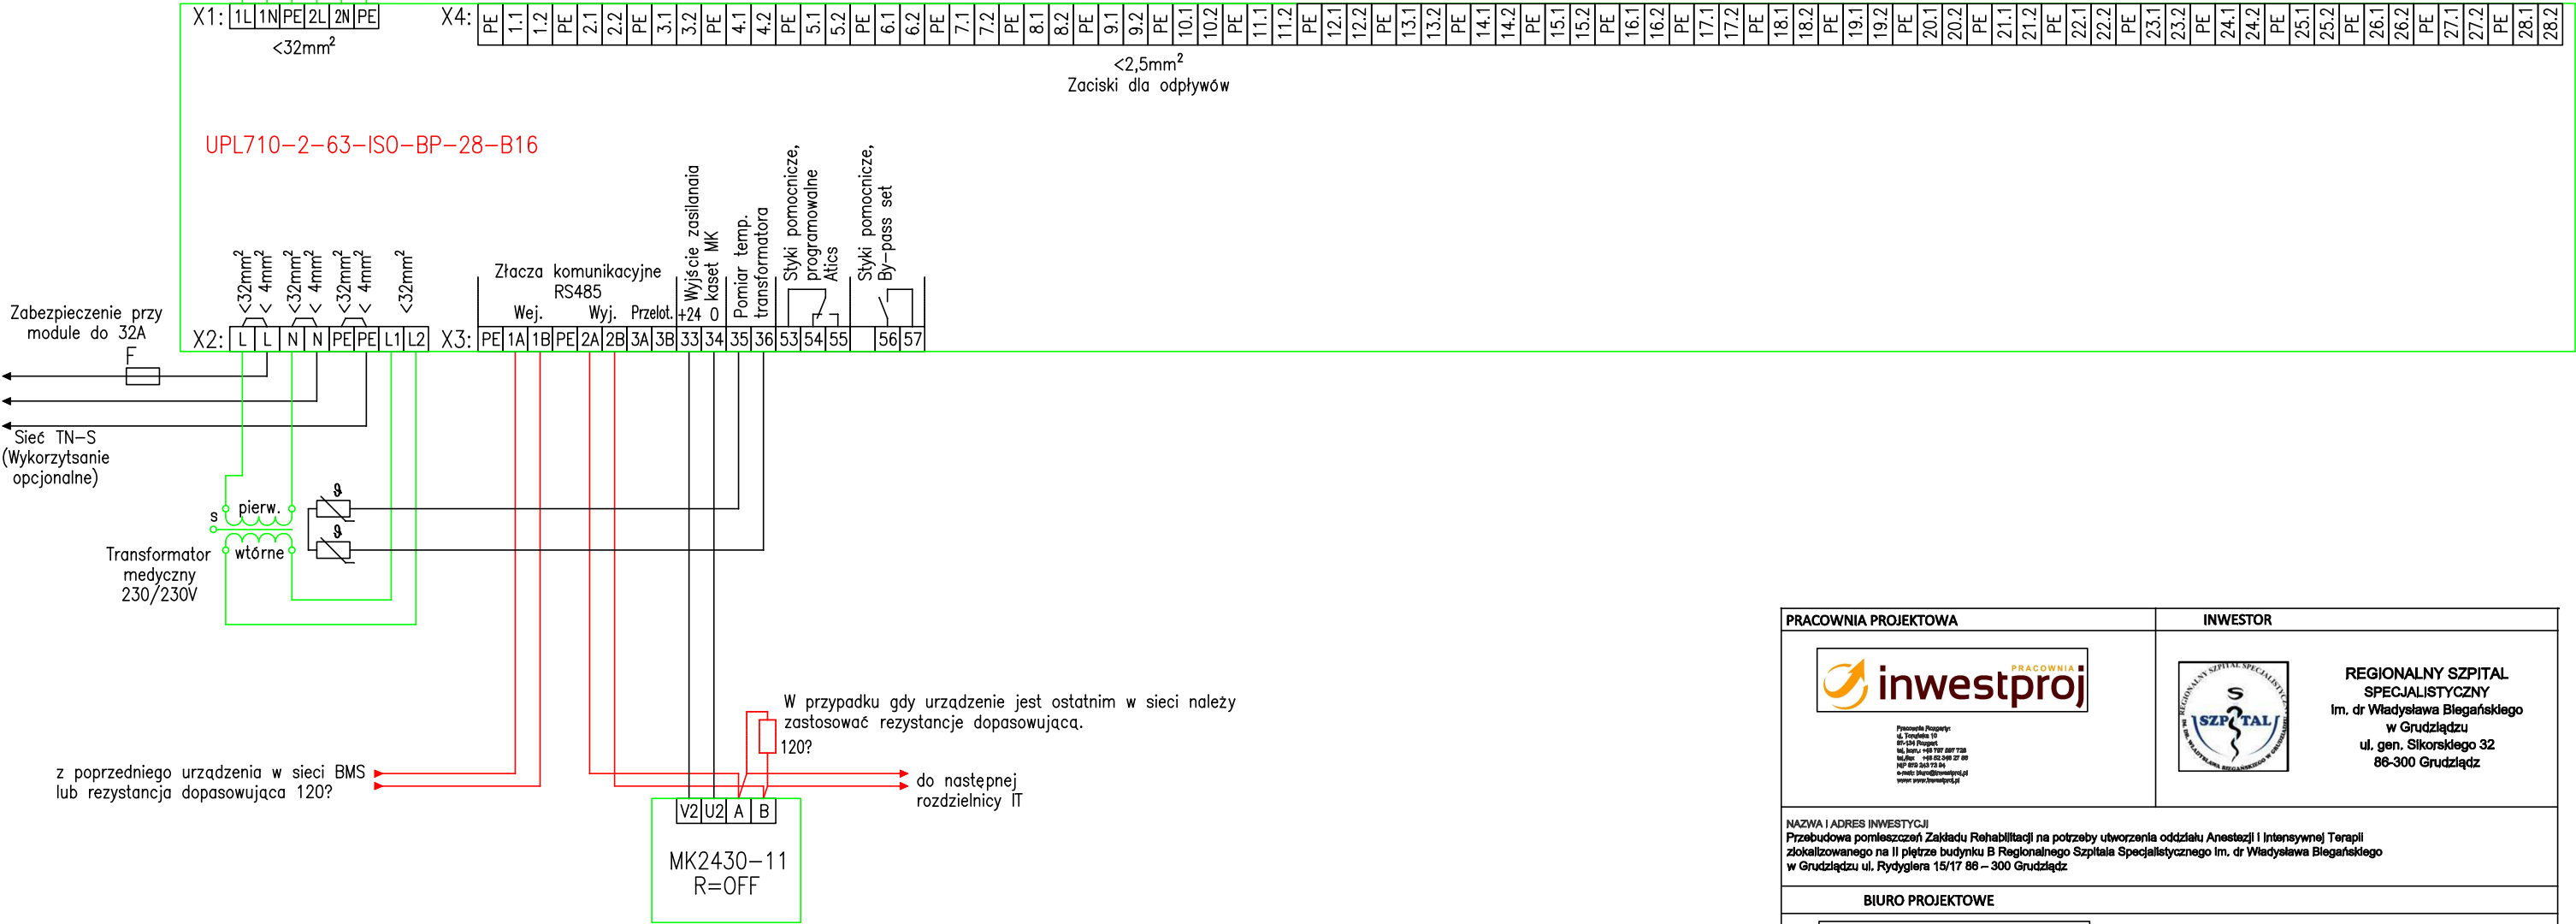 X1: 1L 1N PE 2L 2N PE
<32mm²
X4: PE 1.1 1.2 PE 2.1 2.2 PE 3.1 3.2 PE 4.1 4.2 PE 5.1 5.2 PE 6.1 6.2 PE 7.1 7.2 PE 8.1 8.2 PE 9.1 9.2 PE 10.1 10.2 PE 11.1 11.2 PE 12.1 12.2 PE 13.1 13.2 PE 14.1 14.2 PE 15.1 15.2 PE 16.1 16.2 PE 17.1 17.2 PE 18.1 18.2 PE 19.1 19.2 PE 20.1 20.2 PE 21.1 21.2 PE 22.1 22.2 PE 23.1 23.2 PE 24.1 24.2 PE 25.1 25.2 PE 26.1 26.2 PE 27.1 27.2 PE 28.1 28.2
<2,5mm²
Zaciski dla odpływów
UPL710-2-63-ISO-BP-28-B16
<32mm²
< 4mm²
<32mm²
< 4mm²
<32mm²
< 4mm²
<32mm²
X2: L L N N PE PE L1 L2
Złacza komunikacyjne
RS485
Wej. Wyj. Przelot.
+24 Wyjście zasilanaia
0 kaset MK
Pomiar temp.
transformatora
Styki pomocnicze,
programowalne
Atics
Styki pomocnicze,
By-pass set
X3: PE 1A 1B PE 2A 2B 3A 3B 33 34 35 36 53 54 55 56 57
Zabezpieczenie przy
module do 32A
F
Sieć TN-S
(Wykorzytsanie
opcjonalne)
s
pierw.
wtórne
ϑ
ϑ
Transformator
medyczny
230/230V
W przypadku gdy urządzenie jest ostatnim w sieci należy
zastosować rezystancje dopasowującą.
120?
z poprzedniego urządzenia w sieci BMS
lub rezystancja dopasowująca 120?
do następnej
rozdzielnicy IT
V2 U2 A B
MK2430-11
R=OFF
PRACOWNIA PROJEKTOWA
INWESTOR
PRACOWNIA
inwestproj
SZPITAL
REGIONALNY SZPITAL
SPECJALISTYCZNY
im. dr Władysława Biegańskiego
w Grudziądzu
ul. gen. Sikorskiego 32
86-300 Grudziądz
NAZWA I ADRES INWESTYCJI
Przebudowa pomieszczeń Zakładu Rehabilitacji na potrzeby utworzenia oddziału Anestezji i Intensywnej Terapii
zlokalizowanego na II piętrze budynku B Regionalnego Szpitala Specjalistycznego im. dr Władysława Biegańskiego
w Grudziądzu ul. Rydygiera 15/17 86 – 300 Grudziądz
BIURO PROJEKTOWE